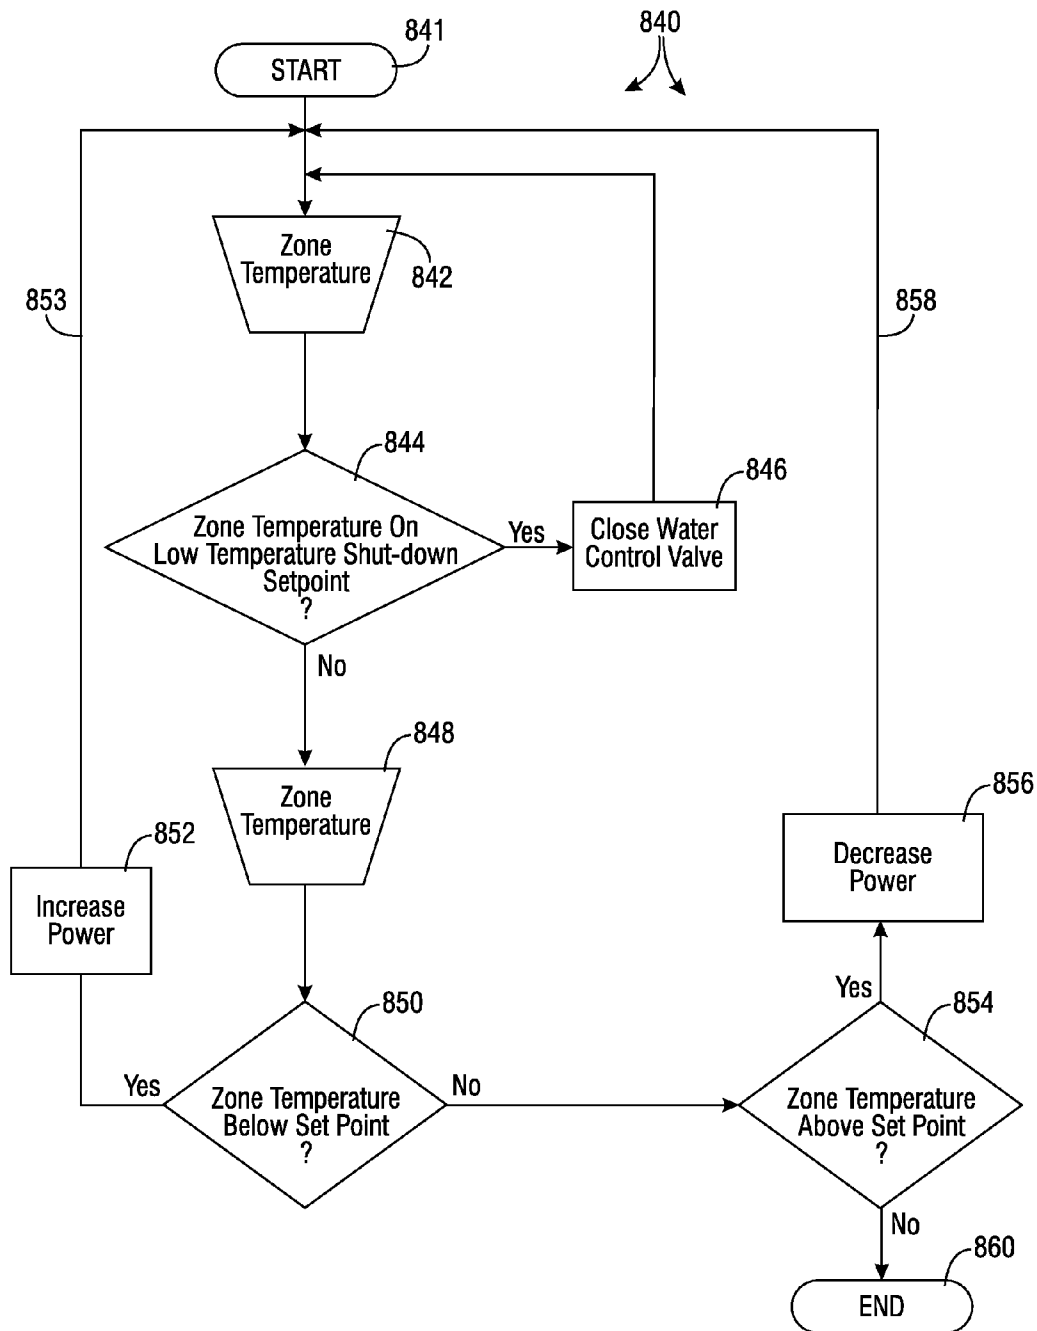 841
840
START
Zone
Temperature
842
853
858
844
846
Zone Temperature On
Low Temperature Shut-down
Setpoint
?
Yes
Close Water
Control Valve
No
848
Zone
Temperature
856
852
Decrease
Power
Increase
Power
850
Yes
854
Yes
No
Zone Temperature
Below Set Point
?
Zone Temperature
Above Set Point
?
No
860
END